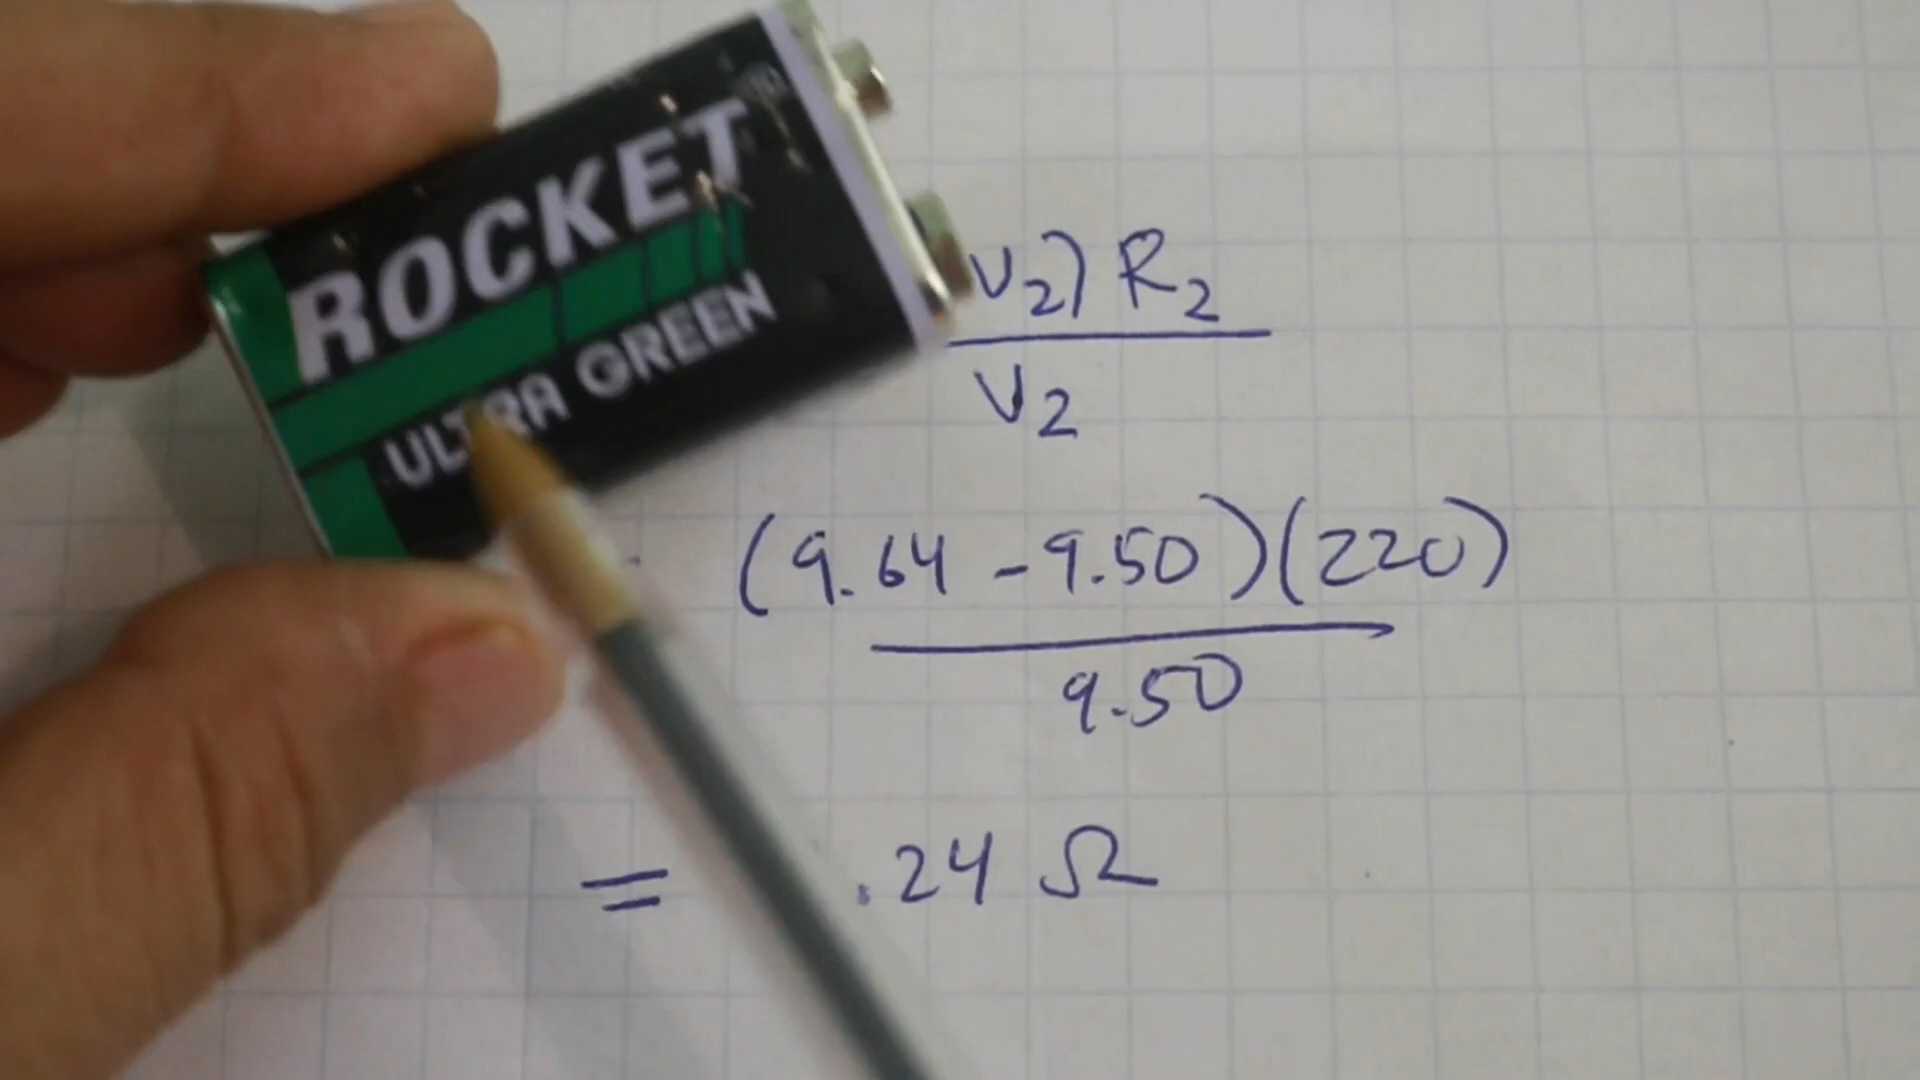 ROCKET
ULTRA GREEN
V2) R2
V2
(9.64 - 9.50)(220)
9.50
= .24 Ω